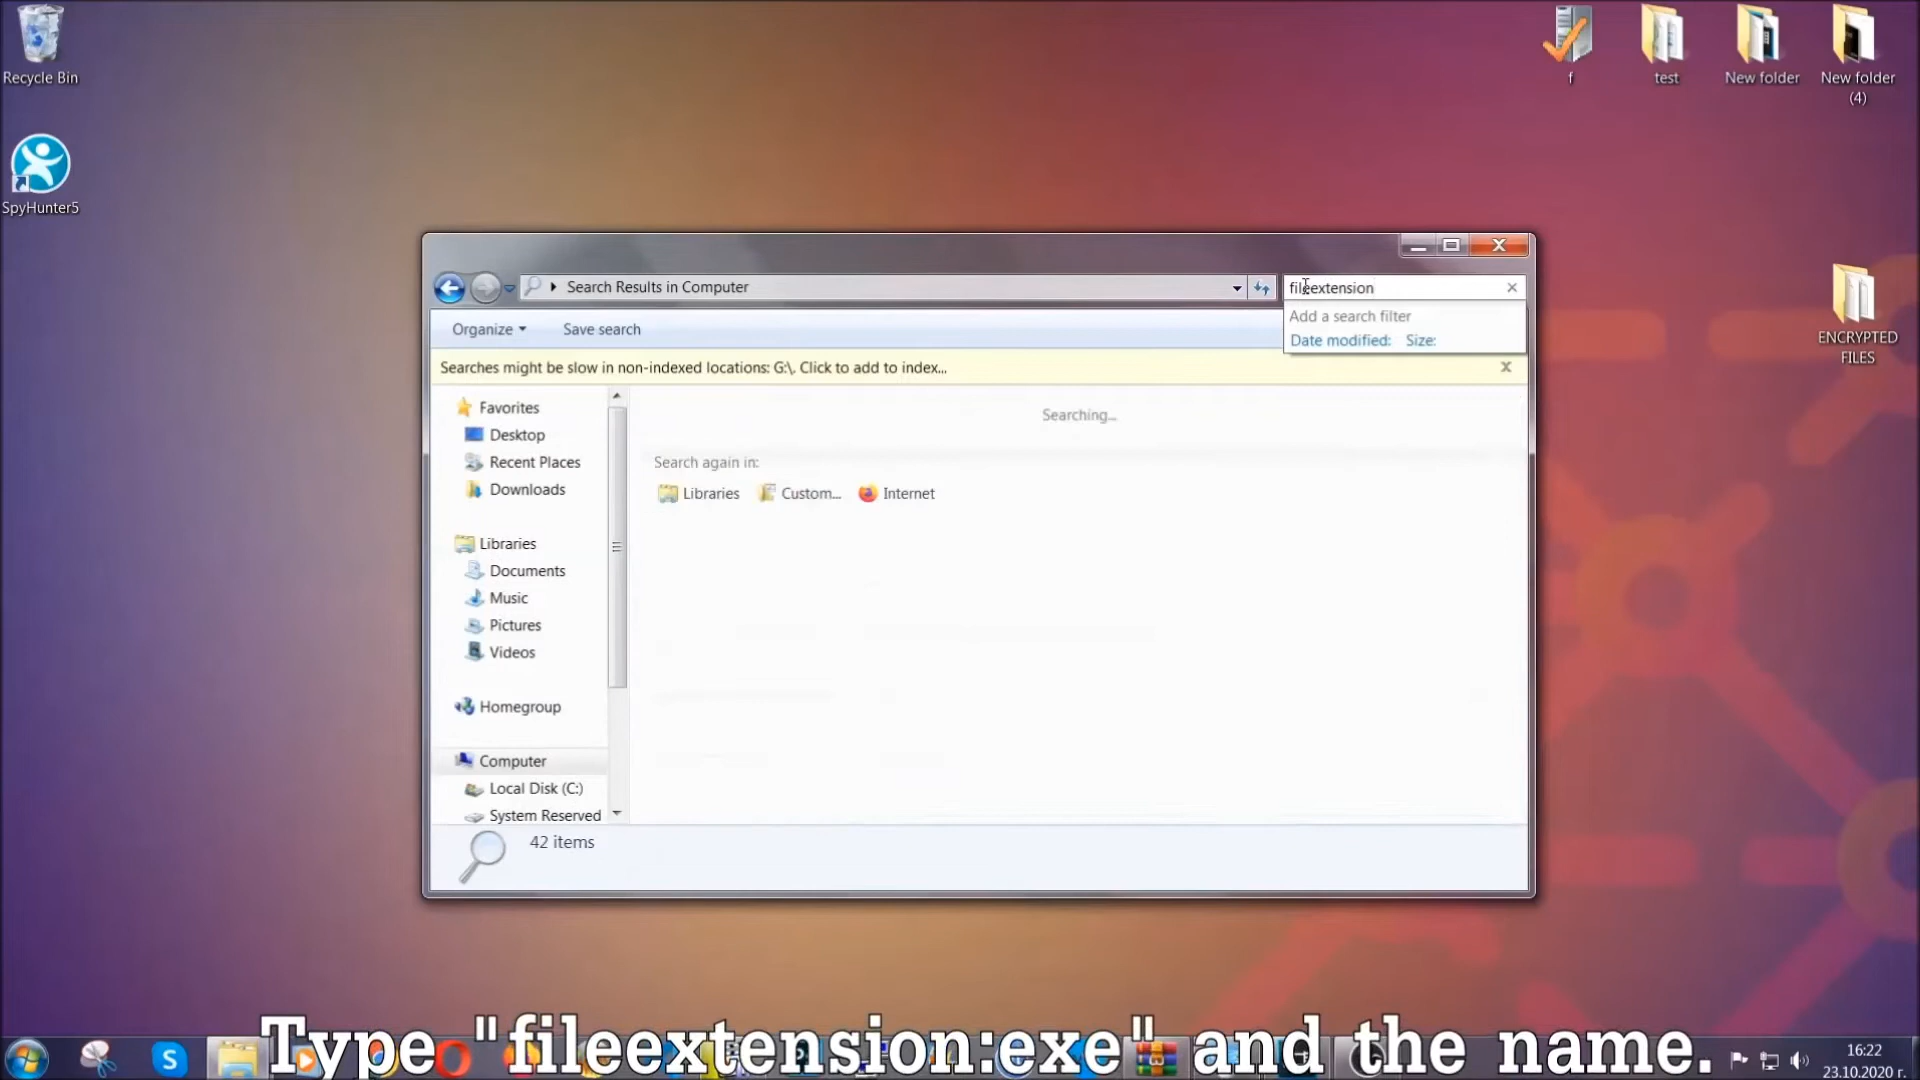 Recycle Bin
SpyHunter5
f
test
New folder
New folder
(4)
ENCRYPTED
FILES
Search Results in Computer
fileextension
Add a search filter
Date modified: Size:
Organize
Save search
Searches might be slow in non-indexed locations: G:\. Click to add to index...
Favorites
Desktop
Recent Places
Downloads
Libraries
Documents
Music
Pictures
Videos
Homegroup
Computer
Local Disk (C:)
System Reserved
Searching...
Search again in:
Libraries Custom... Internet
42 items
Type "fileextension:exe" and the name.
16:22
23.10.2020 г.